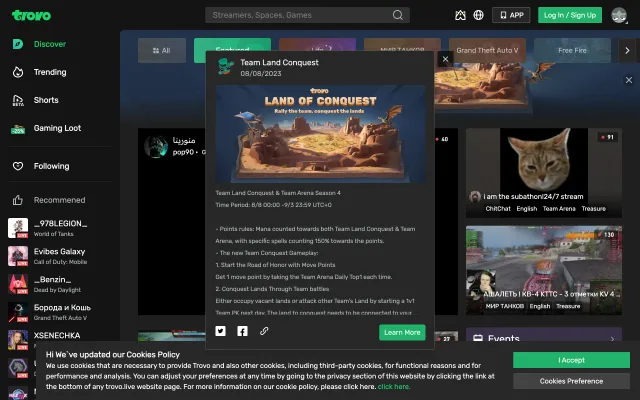 trovo
Streamers, Spaces, Games
APP
Log In / Sign Up
Discover
Trending
BETA
Shorts
-25%
Gaming Loot
Following
Recommened
_978LEGION_
World of Tanks
LIVE
Evibes Galaxy
Call of Duty: Mobile
LIVE
_Benzin_
Dead by Daylight
LIVE
Борода и Кошь
Grand Theft Auto V
LIVE
XSENECHKA
All
Featured
Life
МИР ТАНКОВ
Grand Theft Auto V
Free Fire
Team Land Conquest
08/08/2023
trovo
LAND OF CONQUEST
Rally the team, conquest the lands
Team Land Conquest & Team Arena Season 4
Time Period: 8/8 00:00 -9/3 23:59 UTC+0
- Points rules: Mana counted towards both Team Land Conquest & Team
Arena, with specific spells counting 150% towards the points.
- The new Team Conquest Gameplay:
1. Start the Road of Honor with Move Points
Get 1 move point by taking the Team Arena Daily Top1 each time.
2. Conquest Lands Through Team battles
Either occupy vacant lands or attack other Team's Land by starting a 1v1
Team PK next day. The land to conquest needs to be connected to your
Learn More
منورينا
pop90 • G
40
91
i am the subathoni24/7 stream
ChitChat English Team Arena Treasure
130
АШАЛЕТЬ I КВ-4 КТТС - 3 отметки KV 4
МИР ТАНКОВ English Treasure
27
Events
Hi We`ve updated our Cookies Policy
We use cookies that are necessary to provide Trovo and also other cookies, including third-party cookies, for functional reasons and for
performance and analysis. You can adjust your preferences at any time by going to the privacy section of this website by clicking the link
at the bottom of any trovo.live website page. For more information on our cookie policy, please click here. click here.
I Accept
Cookies Preference